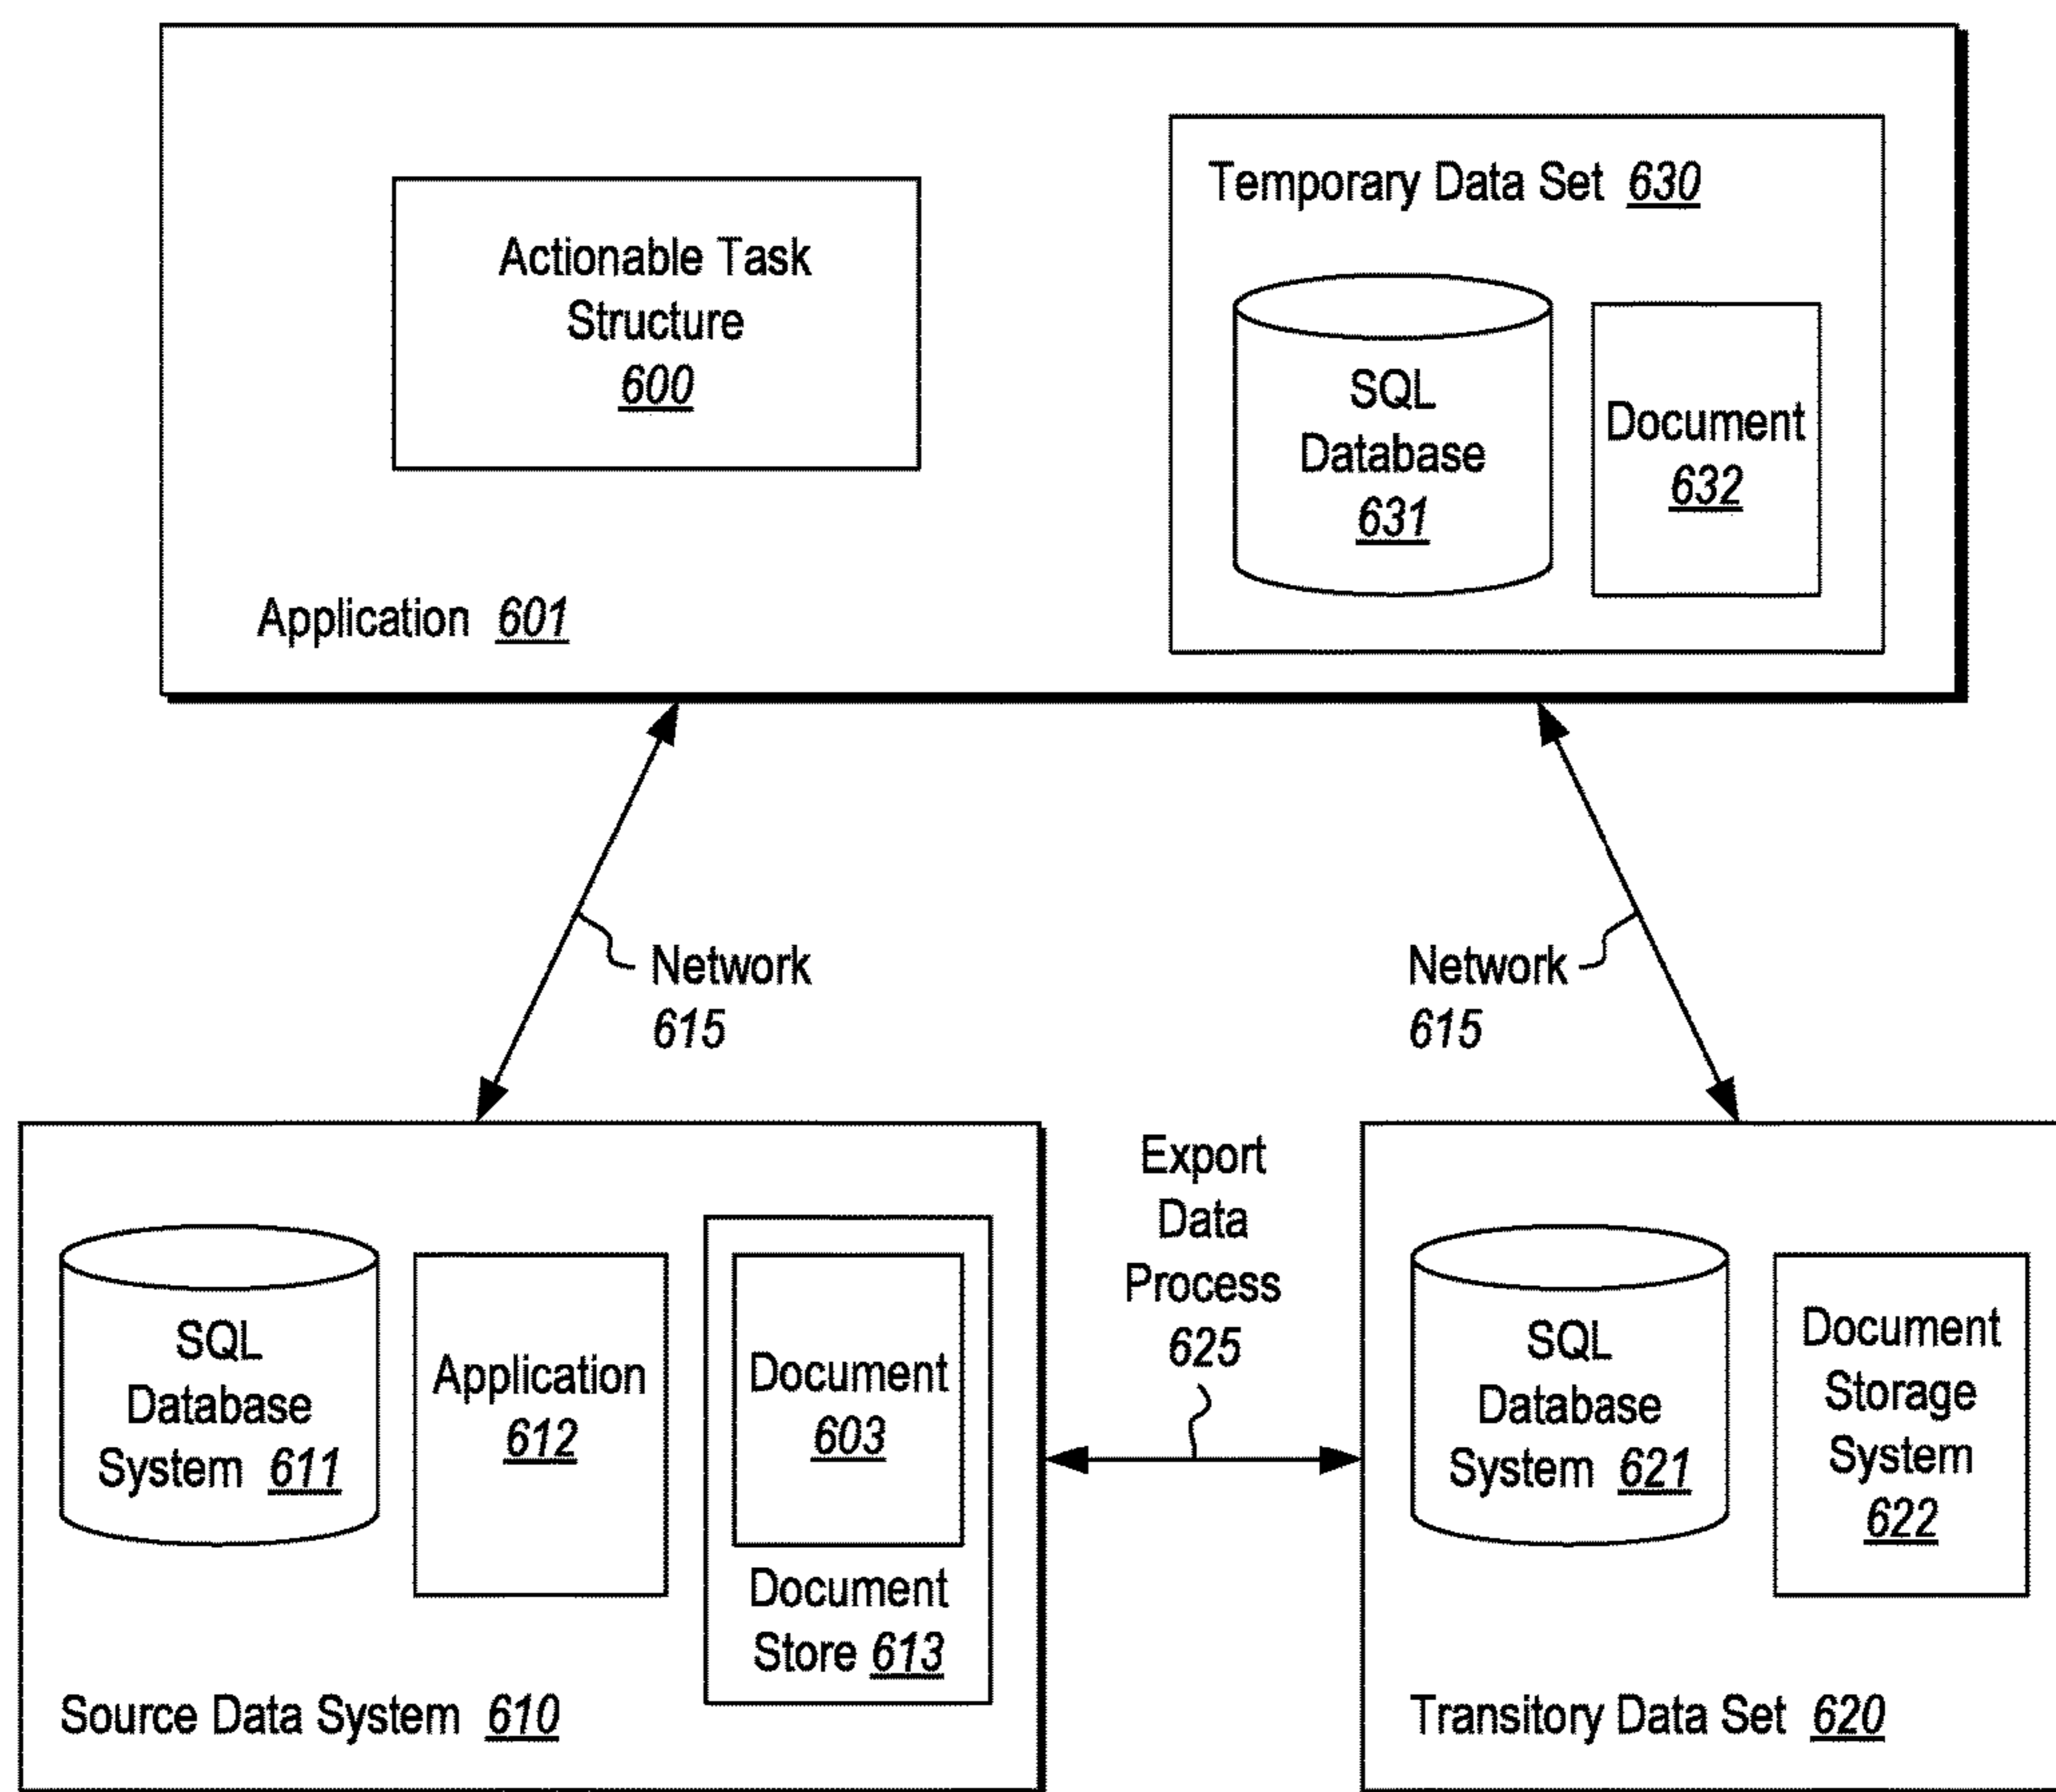 Temporary Data Set 630
Actionable Task
Structure
600
SQL
Database
631
Document
632
Application 601
Network
615
Network
615
Export
Data
Process
625
SQL
Database
System 611
Application
612
Document
603
Document
Store 613
Source Data System 610
SQL
Database
System 621
Document
Storage
System
622
Transitory Data Set 620